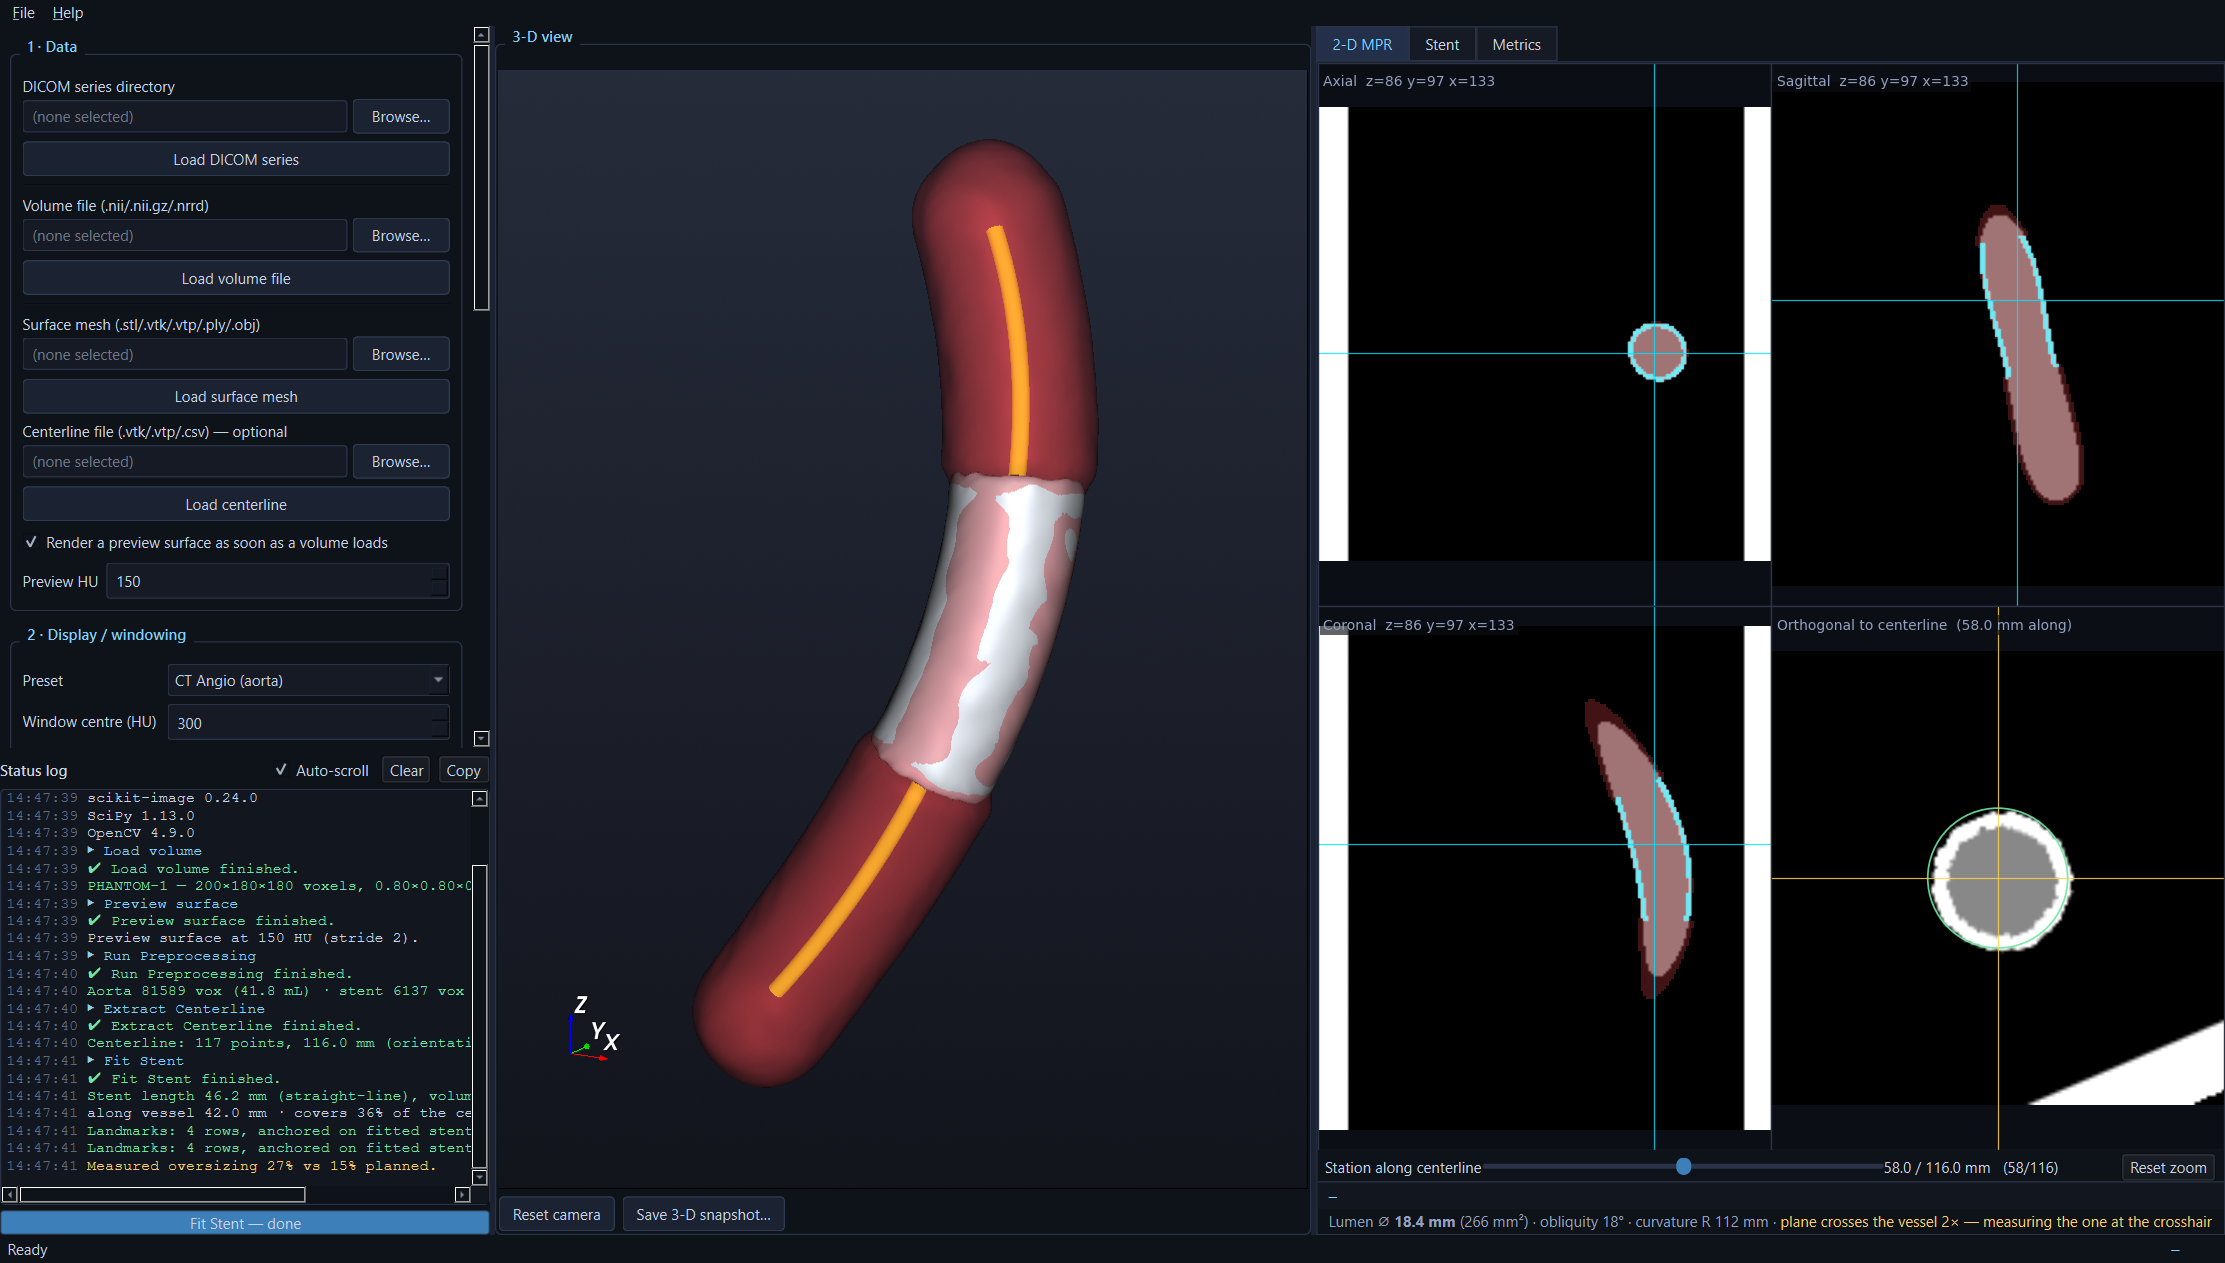 File Help
1 · Data
DICOM series directory
(none selected) Browse...
Load DICOM series
Volume file (.nii/.nii.gz/.nrrd)
(none selected) Browse...
Load volume file
Surface mesh (.stl/.vtk/.vtp/.ply/.obj)
(none selected) Browse...
Load surface mesh
Centerline file (.vtk/.vtp/.csv) — optional
(none selected) Browse...
Load centerline
✓ Render a preview surface as soon as a volume loads
Preview HU 150
2 · Display / windowing
Preset CT Angio (aorta)
Window centre (HU) 300
Status log ✓ Auto-scroll Clear Copy
14:47:39 scikit-image 0.24.0
14:47:39 SciPy 1.13.0
14:47:39 OpenCV 4.9.0
14:47:39 ▸ Load volume
14:47:39 ✔ Load volume finished.
14:47:39 PHANTOM-1 — 200×180×180 voxels, 0.80×0.80×0
14:47:39 ▸ Preview surface
14:47:39 ✔ Preview surface finished.
14:47:39 Preview surface at 150 HU (stride 2).
14:47:39 ▸ Run Preprocessing
14:47:40 ✔ Run Preprocessing finished.
14:47:40 Aorta 81589 vox (41.8 mL) · stent 6137 vox
14:47:40 ▸ Extract Centerline
14:47:40 ✔ Extract Centerline finished.
14:47:40 Centerline: 117 points, 116.0 mm (orientati
14:47:41 ▸ Fit Stent
14:47:41 ✔ Fit Stent finished.
14:47:41 Stent length 46.2 mm (straight-line), volum
14:47:41 along vessel 42.0 mm · covers 36% of the ce
14:47:41 Landmarks: 4 rows, anchored on fitted stent
14:47:41 Landmarks: 4 rows, anchored on fitted stent
14:47:41 Measured oversizing 27% vs 15% planned.
Fit Stent — done
Ready
3-D view
Z
Y
X
Reset camera Save 3-D snapshot...
2-D MPR Stent Metrics
Axial z=86 y=97 x=133
Sagittal z=86 y=97 x=133
Coronal z=86 y=97 x=133
Orthogonal to centerline (58.0 mm along)
Station along centerline 58.0 / 116.0 mm (58/116) Reset zoom
–
Lumen Ø 18.4 mm (266 mm²) · obliquity 18° · curvature R 112 mm · plane crosses the vessel 2× — measuring the one at the crosshair
–